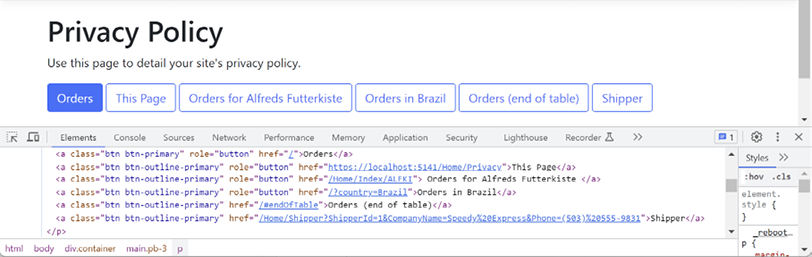 Privacy Policy
Use this page to detail your site's privacy policy.
Orders This Page Orders for Alfreds Futterkiste Orders in Brazil Orders (end of table) Shipper
Elements Console Sources Network Performance Memory Application Security Lighthouse Recorder 1
<a class="btn btn-primary" role="button" href="/">Orders</a>
<a class="btn btn-outline-primary" role="button" href="https://localhost:5141/Home/Privacy">This Page</a>
<a class="btn btn-outline-primary" role="button" href="/Home/Index/ALFKI"> Orders for Alfreds Futterkiste </a>
<a class="btn btn-outline-primary" role="button" href="/?country=Brazil">Orders in Brazil</a>
<a class="btn btn-outline-primary" role="button" href="/#endOfTable">Orders (end of table)</a>
<a class="btn btn-outline-primary" role="button" href="/Home/Shipper?ShipperId=1&CompanyName=Speedy%20Express&Phone=(503)%20555-9831">Shipper</a>
</p>
html body div.container main.pb-3 p
Styles »
:hov .cls
element.
style {
}
_reboot…
p {
margin-